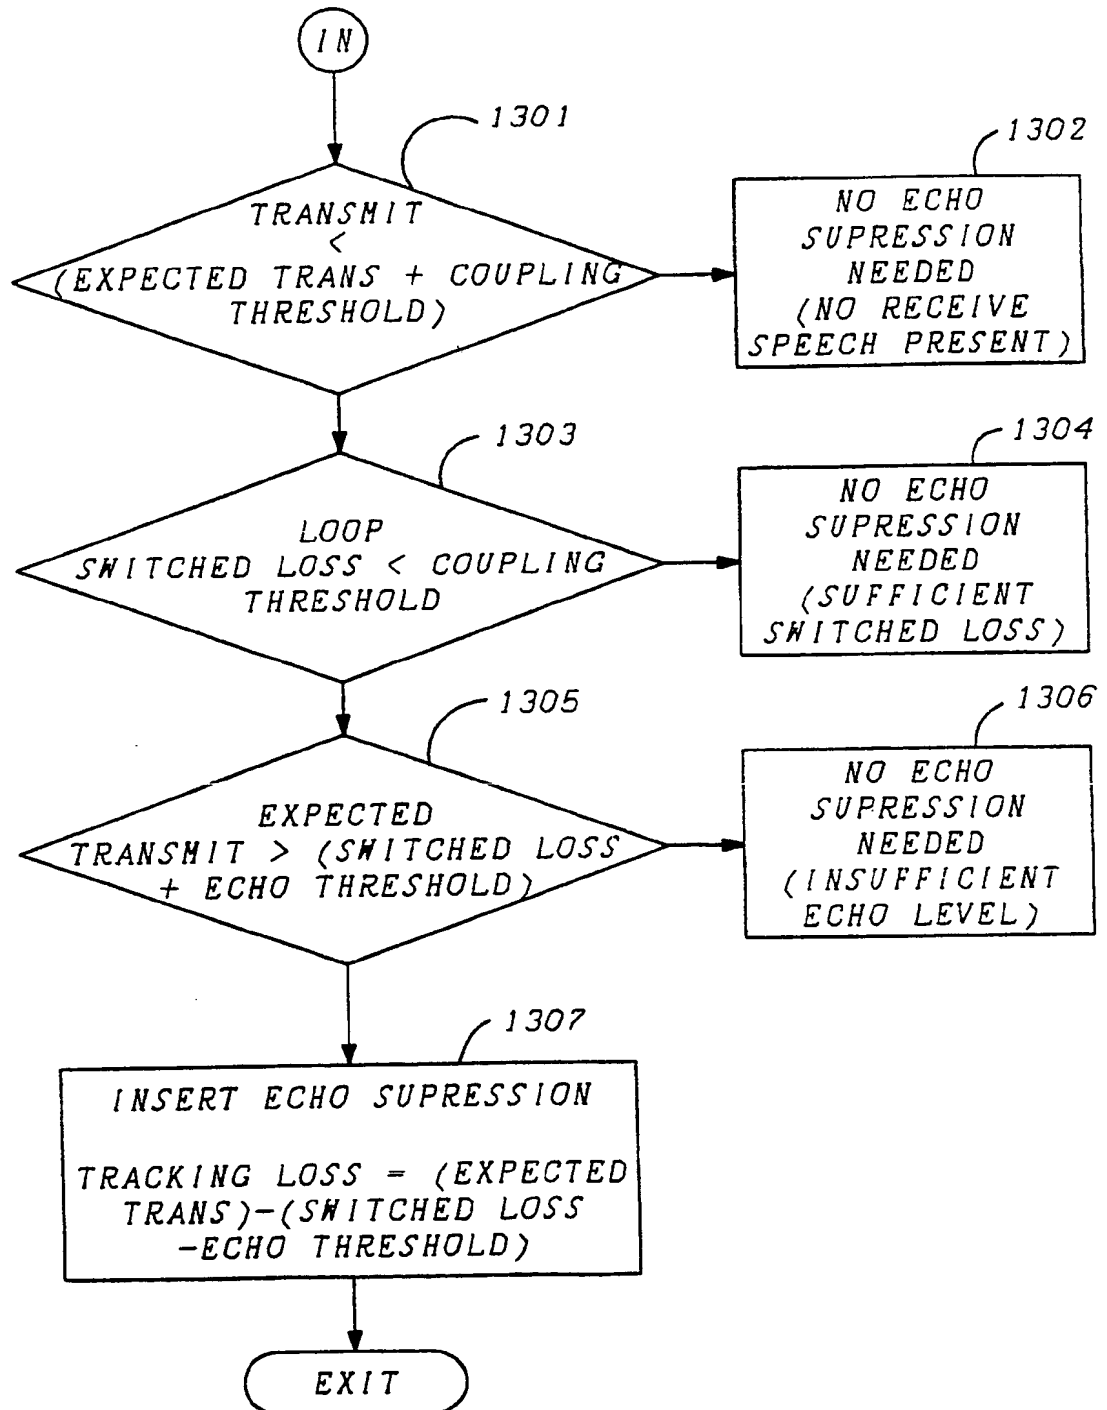 IN
1301
TRANSMIT
<
(EXPECTED TRANS + COUPLING
THRESHOLD)
1302
NO ECHO
SUPRESSION
NEEDED
(NO RECEIVE
SPEECH PRESENT)
1303
LOOP
SWITCHED LOSS < COUPLING
THRESHOLD
1304
NO ECHO
SUPRESSION
NEEDED
(SUFFICIENT
SWITCHED LOSS)
1305
EXPECTED
TRANSMIT > (SWITCHED LOSS
+ ECHO THRESHOLD)
1306
NO ECHO
SUPRESSION
NEEDED
(INSUFFICIENT
ECHO LEVEL)
1307
INSERT ECHO SUPRESSION
TRACKING LOSS = (EXPECTED
TRANS)-(SWITCHED LOSS
-ECHO THRESHOLD)
EXIT